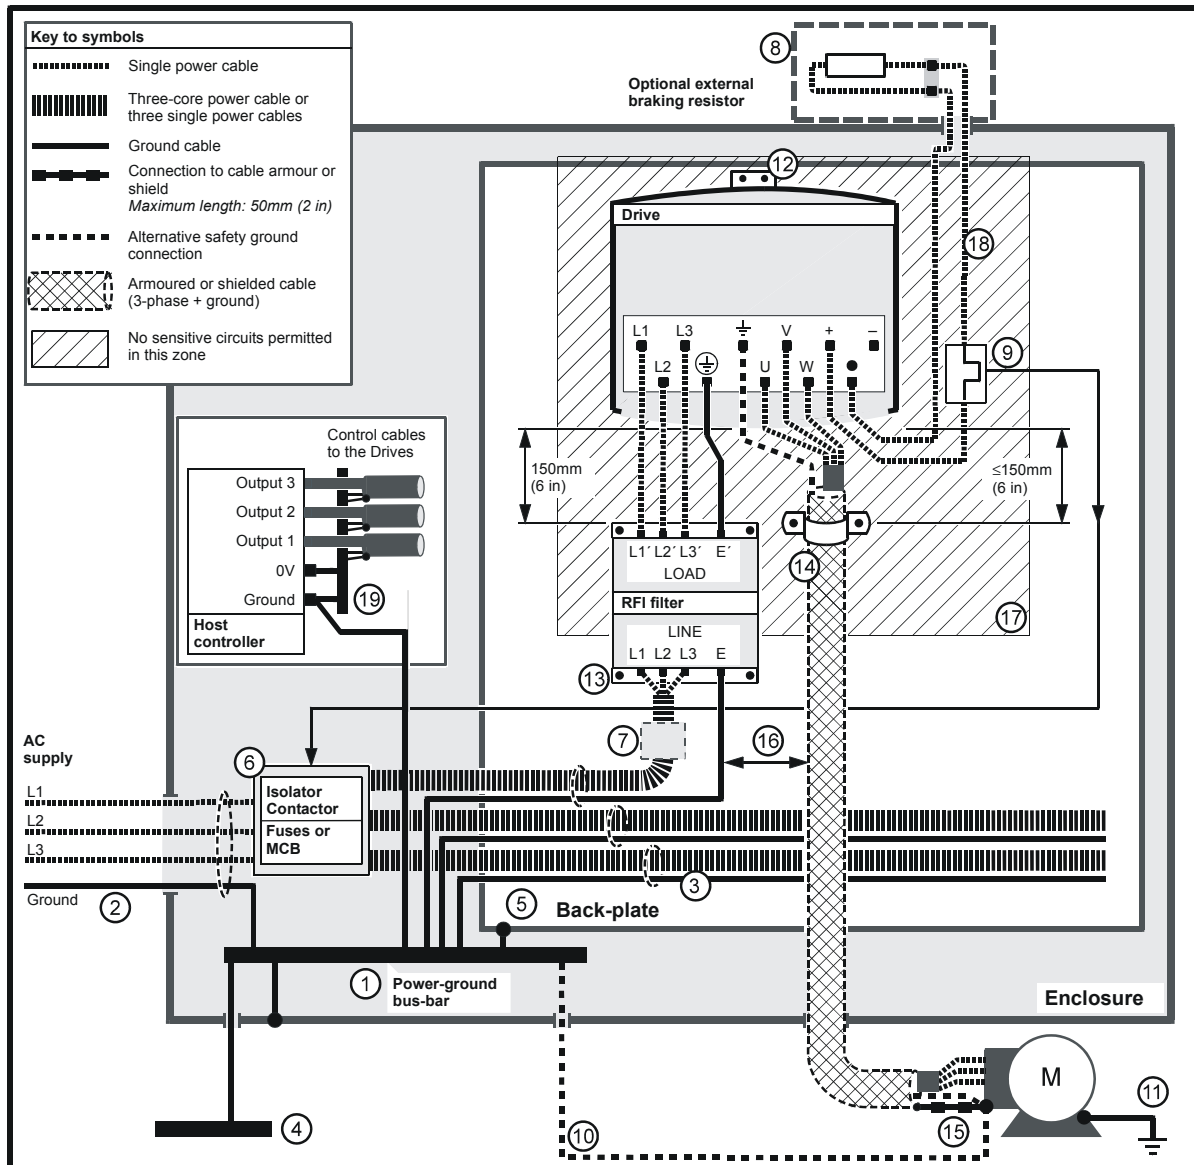 Key to symbols
Single power cable
Three-core power cable or
three single power cables
Ground cable
Connection to cable armour or
shield
Maximum length: 50mm (2 in)
Alternative safety ground
connection
Armoured or shielded cable
(3-phase + ground)
No sensitive circuits permitted
in this zone
Optional external
braking resistor
8
12
Drive
18
L1 L3 V + –
L2 U W
9
Control cables
to the Drives
150mm
(6 in)
≤150mm
(6 in)
Output 3
Output 2
Output 1
0V
Ground
19
Host
controller
L1´ L2´ L3´ E´
LOAD
14
RFI filter
17
LINE
L1 L2 L3 E
13
AC
supply
7
16
6
Isolator
Contactor
Fuses or
MCB
L1
L2
L3
Ground
2
3
5
Back-plate
1
Power-ground
bus-bar
Enclosure
M
11
4
10
15